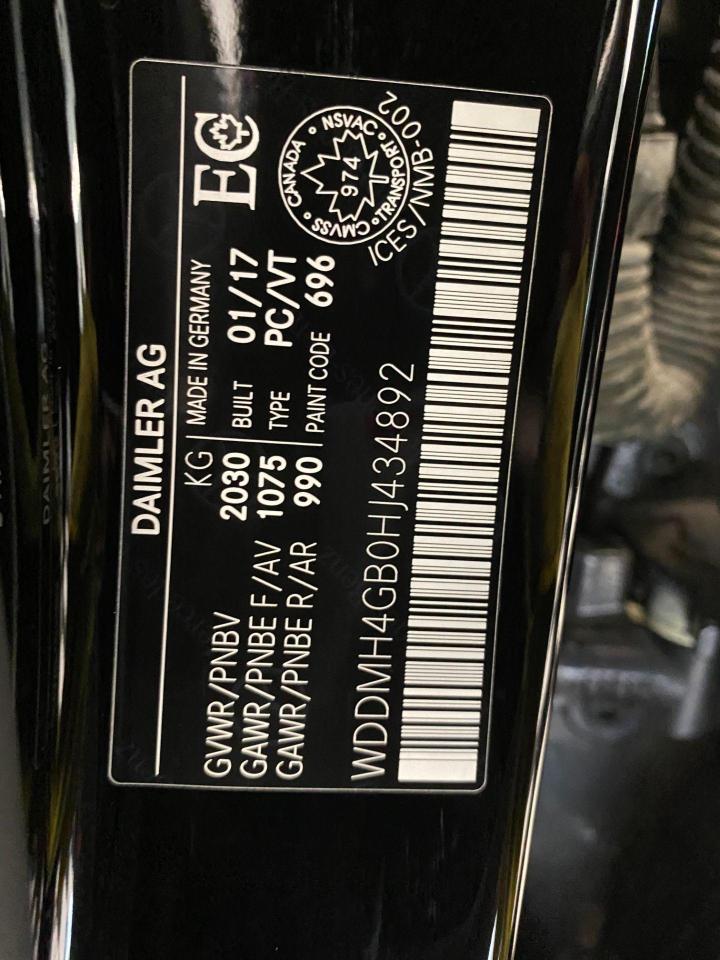 DAIMLER AG
KG | MADE IN GERMANY
GVWR/PNBV 2030 BUILT 01/17
GAWR/PNBE F/AV 1075 TYPE PC/VT
GAWR/PNBE R/AR 990 PAINT CODE 696
EC
CANADA • NSVAC • TRANSPORT • CMVSS •
974
ICES/NMB-002
WDDMH4GB0HJ434892